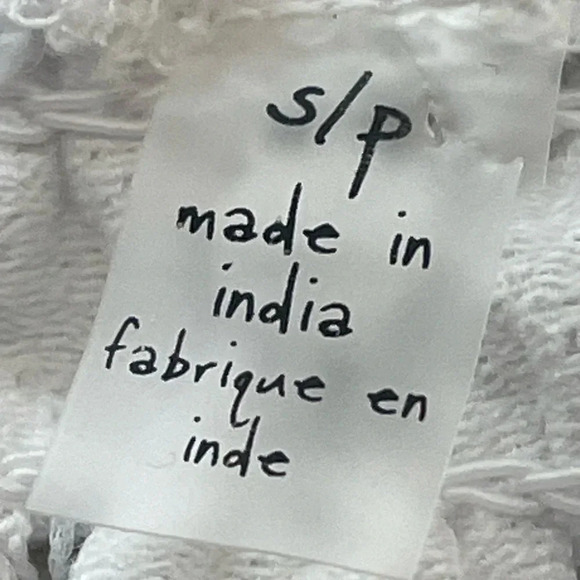 s/p
made in
india
fabrique en
inde